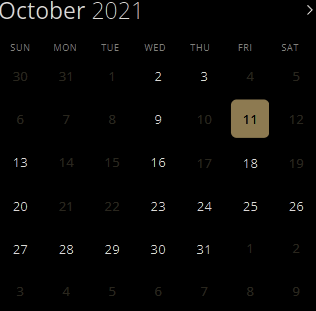 October 2021
SUN MON TUE WED THU FRI SAT
30 31 1 2 3 4 5
6 7 8 9 10 11 12
13 14 15 16 17 18 19
20 21 22 23 24 25 26
27 28 29 30 31 1 2
3 4 5 6 7 8 9